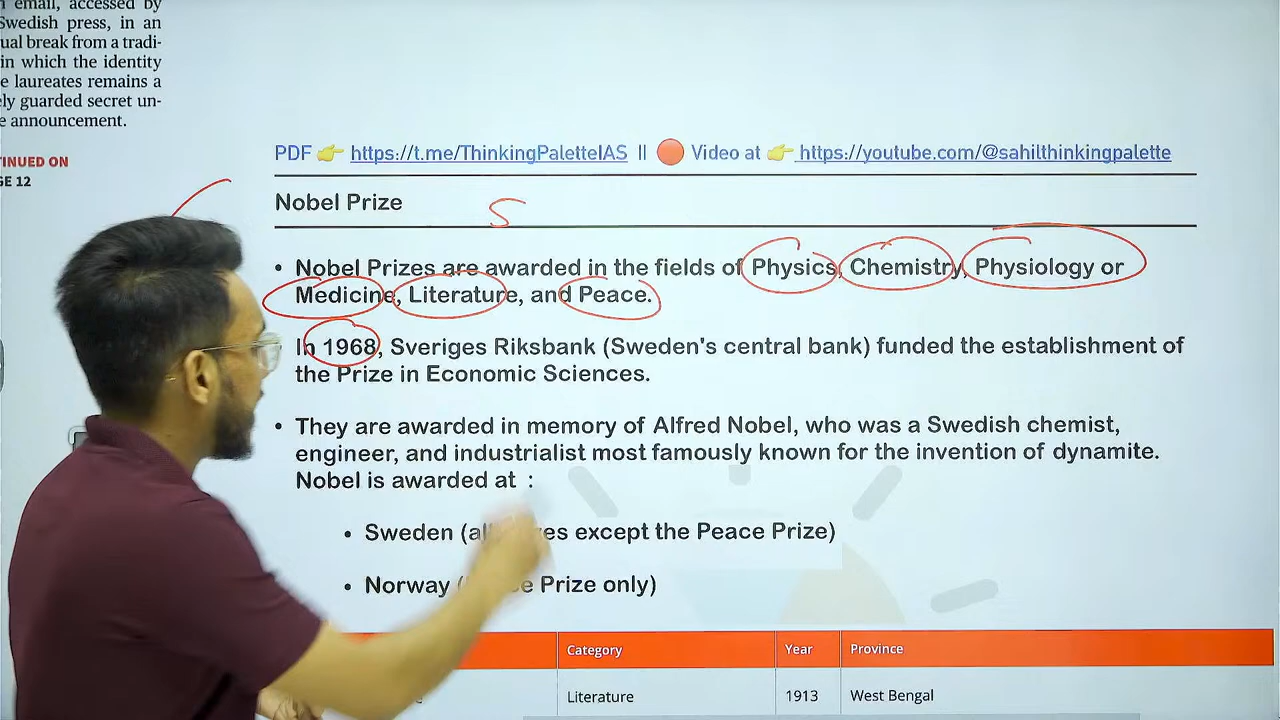 email, accessed by
Swedish press, in an
ual break from a tradi-
in which the identity
e laureates remains a
ly guarded secret un-
e announcement.
TINUED ON
GE 12
PDF 👉 https://t.me/ThinkingPaletteIAS || 🔴 Video at 👉 https://youtube.com/@sahilthinkingpalette
Nobel Prize
5
• Nobel Prizes are awarded in the fields of Physics, Chemistry, Physiology or
Medicine, Literature, and Peace.
In 1968, Sveriges Riksbank (Sweden's central bank) funded the establishment of
the Prize in Economic Sciences.
• They are awarded in memory of Alfred Nobel, who was a Swedish chemist,
engineer, and industrialist most famously known for the invention of dynamite.
Nobel is awarded at :
• Sweden (al es except the Peace Prize)
• Norway ( e Prize only)
Category Year Province
Literature 1913 West Bengal